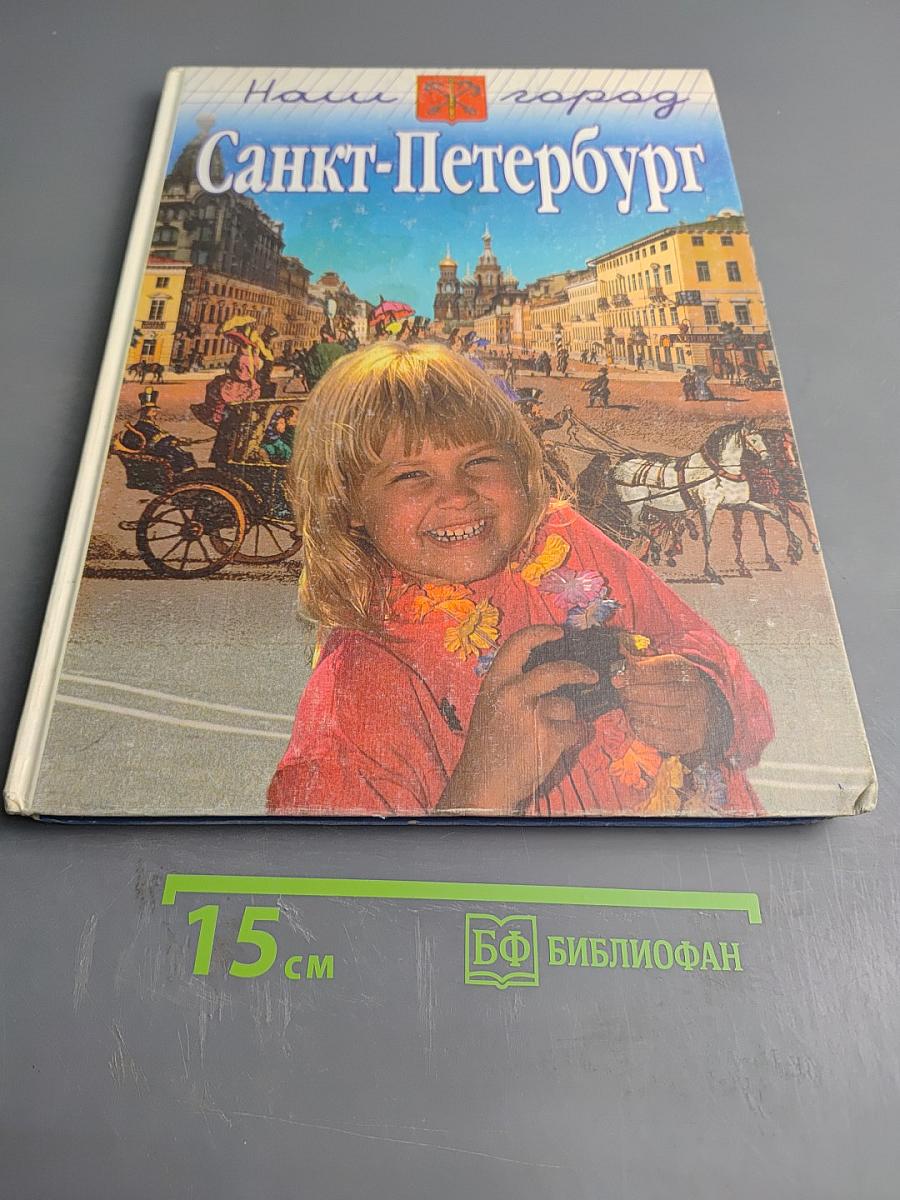 Наш город
Санкт-Петербург
15 см
БФ БИБЛИОФАН